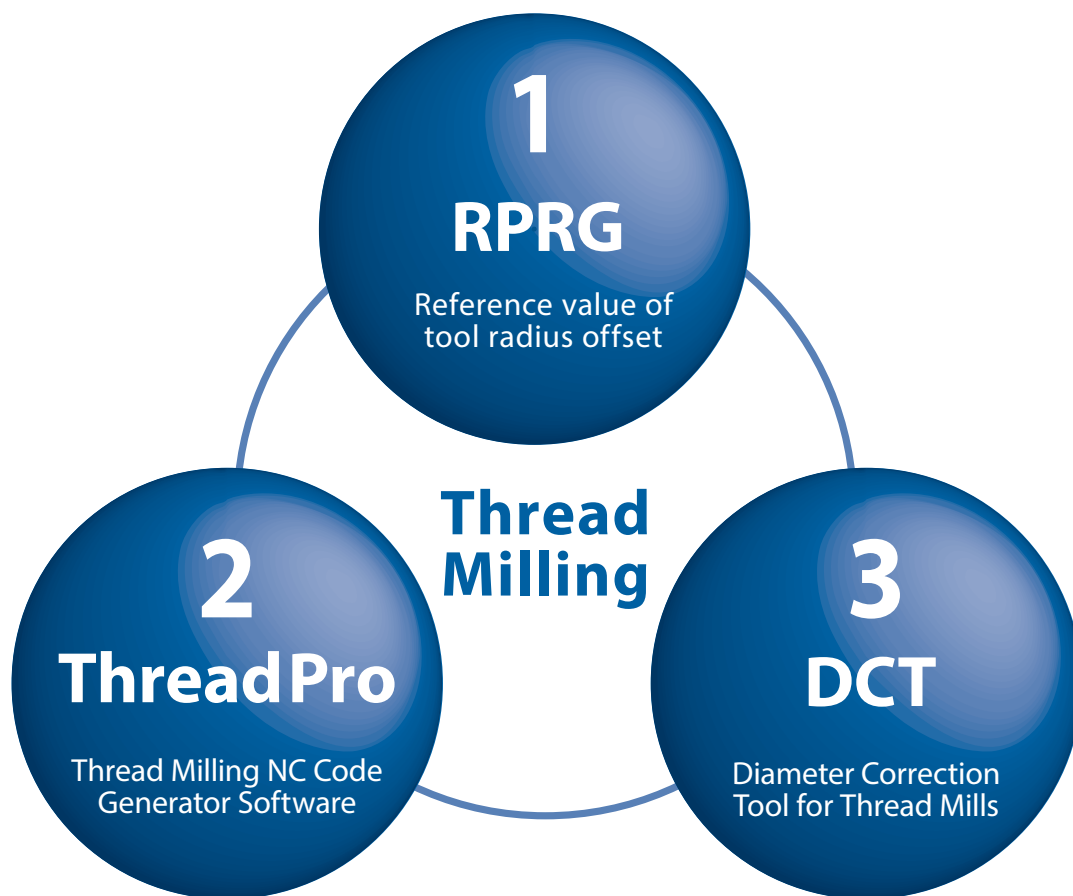 1
RPRG
Reference value of
tool radius offset
Thread
Milling
2
ThreadPro
Thread Milling NC Code
Generator Software
3
DCT
Diameter Correction
Tool for Thread Mills